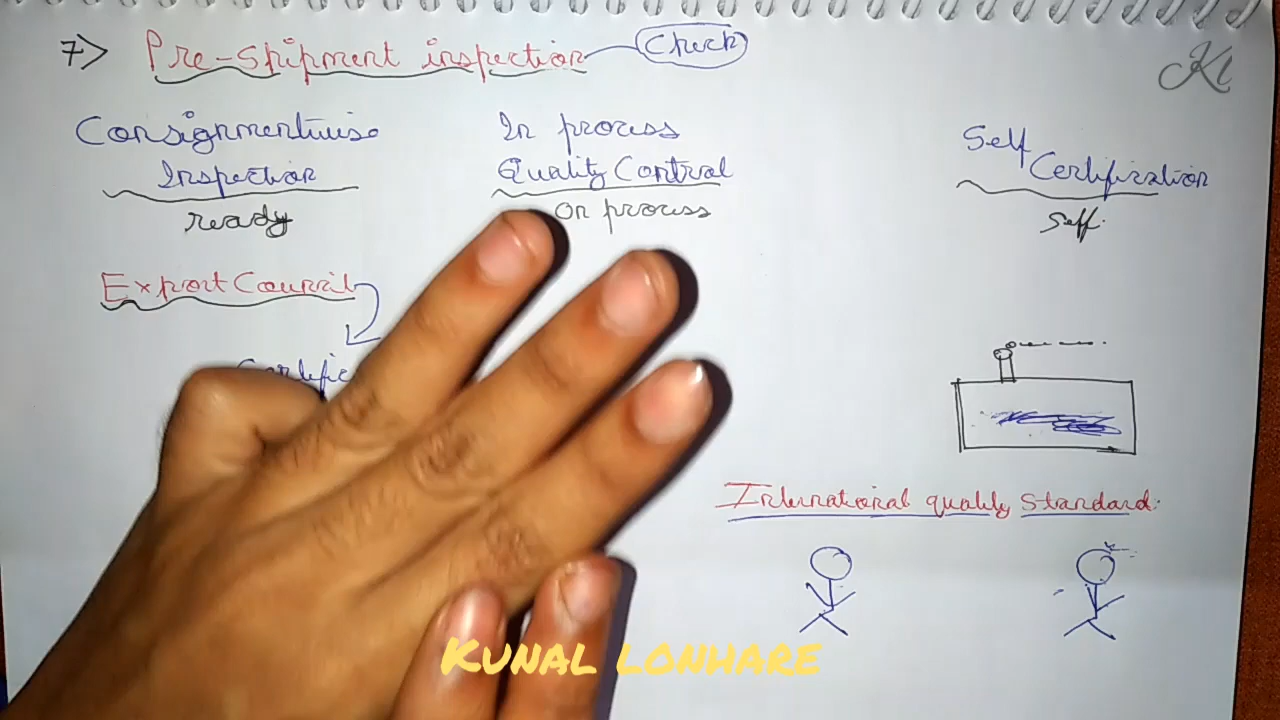 7> Pre-Shipment inspection Check
Kl
Consignmentwise
Inspection
ready
In process
Quality Control
On process
Self
Certification
Self.
Export Council
International quality Standard:
KUNAL LONHARE